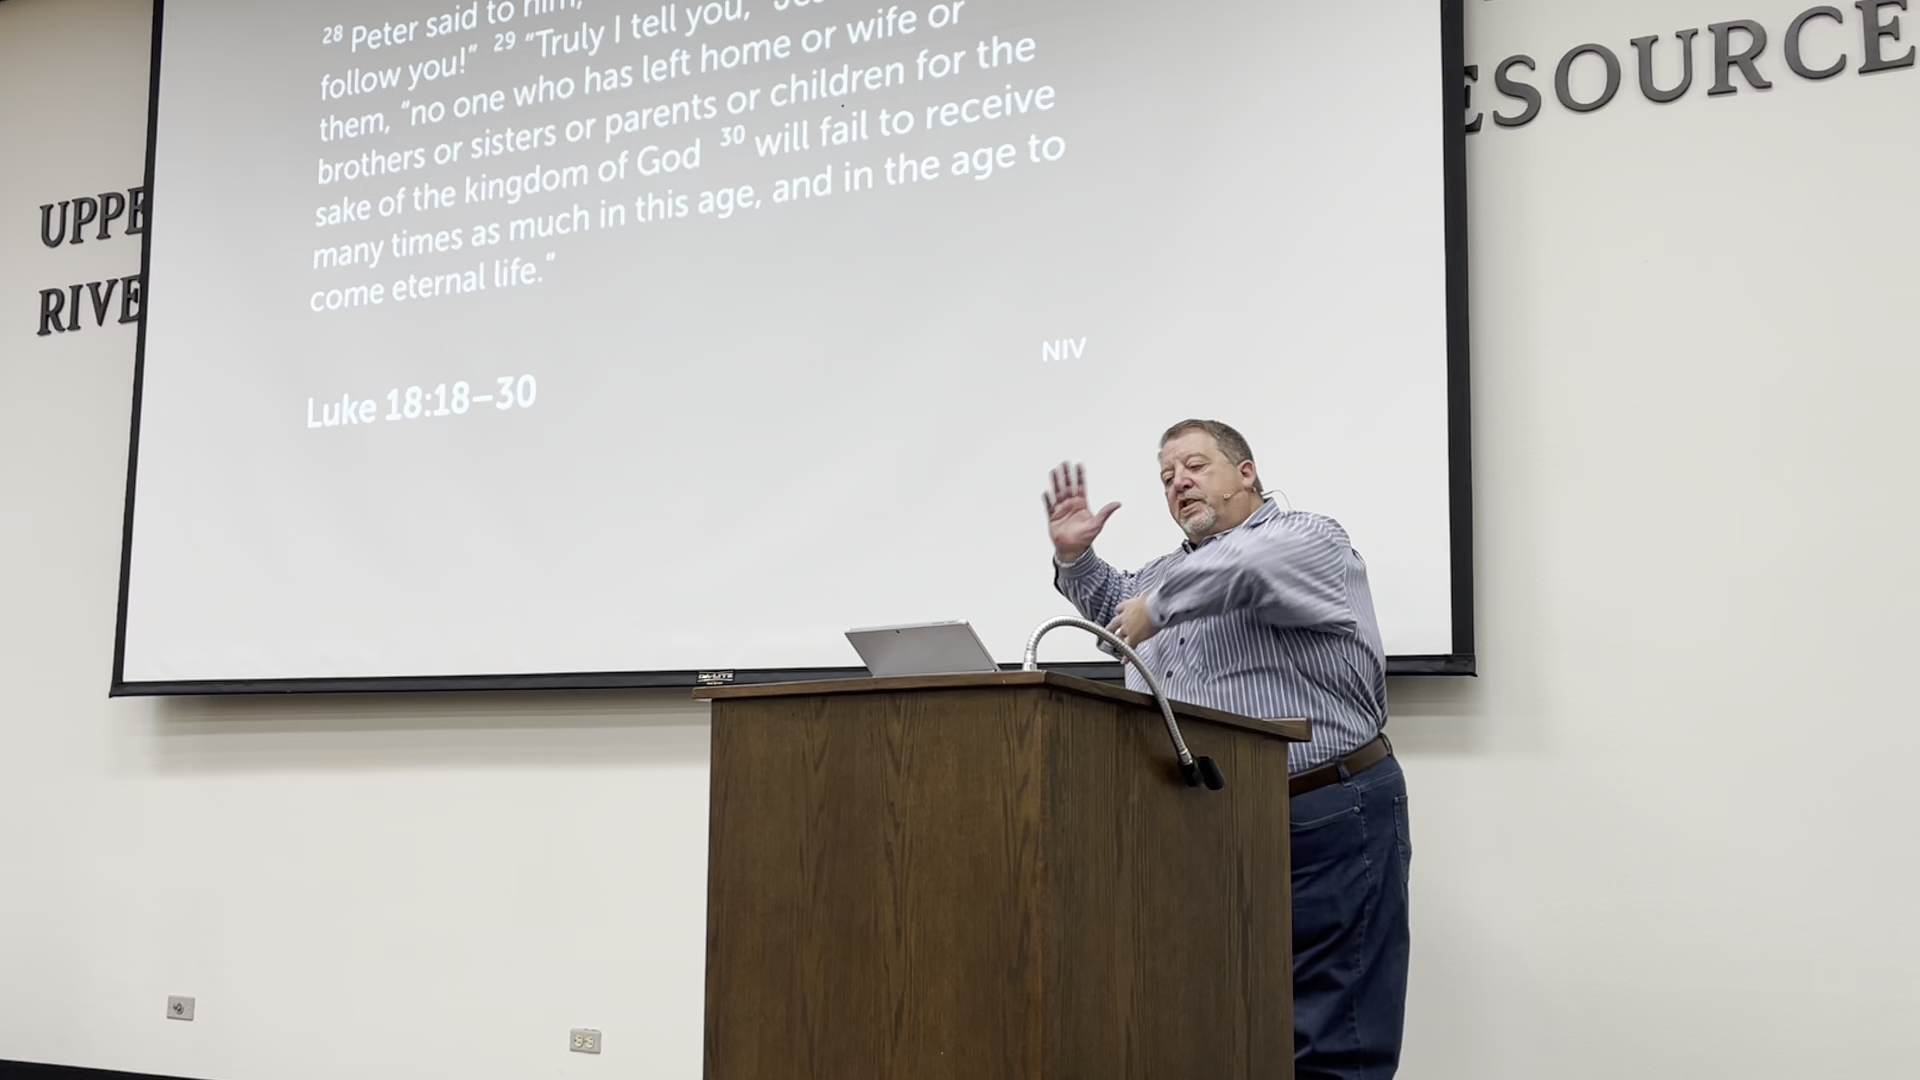 28 Peter said to him,
follow you!” 29 “Truly I tell you,”
them, “no one who has left home or wife or
brothers or sisters or parents or children for the
sake of the kingdom of God 30 will fail to receive
many times as much in this age, and in the age to
come eternal life.”
NIV
Luke 18:18–30
UPPE
RIVE
ESOURCE
DA-LITE